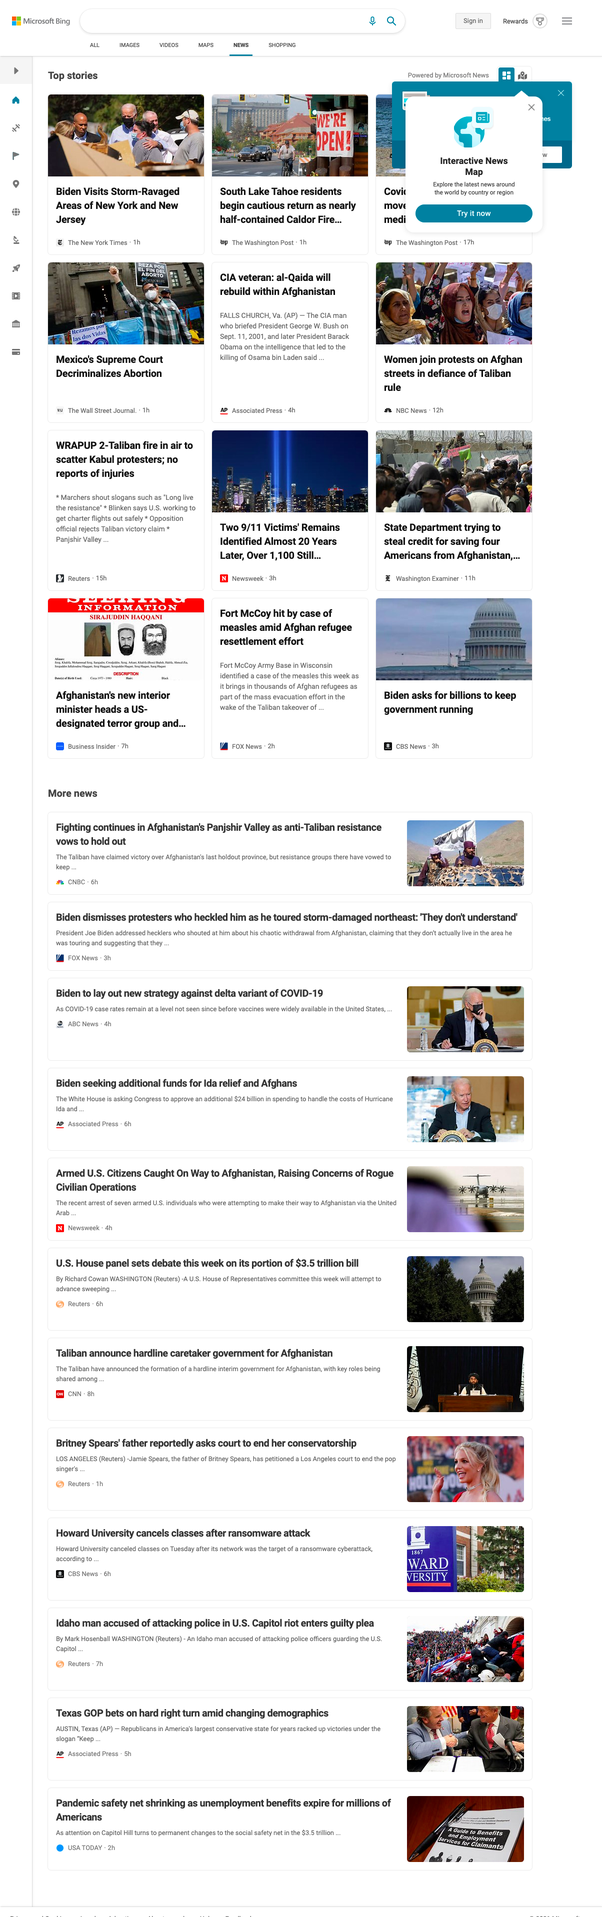 Microsoft Bing
Sign in
Rewards
ALL IMAGES VIDEOS MAPS NEWS SHOPPING
Top stories
Powered by Microsoft News
Interactive News
Map
Explore the latest news around
the world by country or region
Try it now
WE'RE
OPEN!
Biden Visits Storm-Ravaged
Areas of New York and New
Jersey
The New York Times · 1h
South Lake Tahoe residents
begin cautious return as nearly
half-contained Caldor Fire...
The Washington Post · 1h
The Washington Post · 17h
Mexico's Supreme Court
Decriminalizes Abortion
The Wall Street Journal. · 1h
CIA veteran: al-Qaida will
rebuild within Afghanistan
FALLS CHURCH, Va. (AP) — The CIA man
who briefed President George W. Bush on
Sept. 11, 2001, and later President Barack
Obama on the intelligence that led to the
killing of Osama bin Laden said ...
Associated Press · 4h
Women join protests on Afghan
streets in defiance of Taliban
rule
NBC News · 12h
WRAPUP 2-Taliban fire in air to
scatter Kabul protesters; no
reports of injuries
* Marchers shout slogans such as "Long live
the resistance" * Blinken says U.S. working to
get charter flights out safely * Opposition
official rejects Taliban victory claim *
Panjshir Valley ...
Reuters · 15h
Two 9/11 Victims' Remains
Identified Almost 20 Years
Later, Over 1,100 Still...
Newsweek · 3h
State Department trying to
steal credit for saving four
Americans from Afghanistan,...
Washington Examiner · 11h
INFORMATION
SIRAJUDDIN HAQQANI
DESCRIPTION
Afghanistan's new interior
minister heads a US-
designated terror group and...
Business Insider · 7h
Fort McCoy hit by case of
measles amid Afghan refugee
resettlement effort
Fort McCoy Army Base in Wisconsin
identified a case of the measles this week as
it brings in thousands of Afghan refugees as
part of the mass evacuation effort in the
wake of the Taliban takeover of ...
FOX News · 2h
Biden asks for billions to keep
government running
CBS News · 3h
More news
Fighting continues in Afghanistan's Panjshir Valley as anti-Taliban resistance
vows to hold out
The Taliban have claimed victory over Afghanistan's last holdout province, but resistance groups there have vowed to
keep ...
CNBC · 6h
Biden dismisses protesters who heckled him as he toured storm-damaged northeast: 'They don't understand'
President Joe Biden addressed hecklers who shouted at him about his chaotic withdrawal from Afghanistan, claiming that they don't actually live in the area he
was touring and suggesting that they ...
FOX News · 3h
Biden to lay out new strategy against delta variant of COVID-19
As COVID-19 case rates remain at a level not seen since before vaccines were widely available in the United States, ...
ABC News · 4h
Biden seeking additional funds for Ida relief and Afghans
The White House is asking Congress to approve an additional $24 billion in spending to handle the costs of Hurricane
Ida and ...
Associated Press · 6h
Armed U.S. Citizens Caught On Way to Afghanistan, Raising Concerns of Rogue
Civilian Operations
The recent arrest of seven armed U.S. individuals who were attempting to make their way to Afghanistan via the United
Arab ...
Newsweek · 4h
U.S. House panel sets debate this week on its portion of $3.5 trillion bill
By Richard Cowan WASHINGTON (Reuters) -A U.S. House of Representatives committee this week will attempt to
advance sweeping ...
Reuters · 6h
Taliban announce hardline caretaker government for Afghanistan
The Taliban have announced the formation of a hardline interim government for Afghanistan, with key roles being
shared among ...
CNN · 8h
Britney Spears' father reportedly asks court to end her conservatorship
LOS ANGELES (Reuters) -Jamie Spears, the father of Britney Spears, has petitioned a Los Angeles court to end the pop
singer's ...
Reuters · 1h
Howard University cancels classes after ransomware attack
Howard University canceled classes on Tuesday after its network was the target of a ransomware cyberattack,
according to ...
CBS News · 6h
1867
WARD
VERSITY
Idaho man accused of attacking police in U.S. Capitol riot enters guilty plea
By Mark Hosenball WASHINGTON (Reuters) - An Idaho man accused of attacking police officers guarding the U.S.
Capitol ...
Reuters · 7h
Texas GOP bets on hard right turn amid changing demographics
AUSTIN, Texas (AP) — Republicans in America's largest conservative state for years racked up victories under the
slogan "Keep ...
Associated Press · 5h
Pandemic safety net shrinking as unemployment benefits expire for millions of
Americans
As attention on Capitol Hill turns to permanent changes to the social safety net in the $3.5 trillion ...
USA TODAY · 2h
A Guide to Benefits
and Employment
Services for Claimants